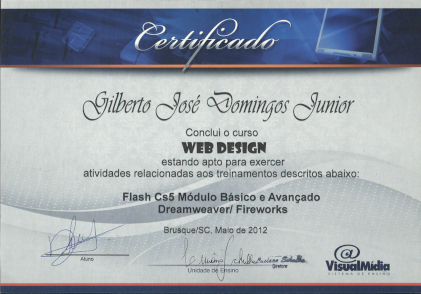 Certificado
Gilberto José Domingos Junior
Conclui o curso
WEB DESIGN
estando apto para exercer
atividades relacionadas aos treinamentos descritos abaixo:
Flash Cs5 Módulo Básico e Avançado
Dreamweaver/ Fireworks
Brusque/SC, Maio de 2012
Aluno
Unidade de Ensino
Diretora
@
VisualMídia
SISTEMA DE ENSINO